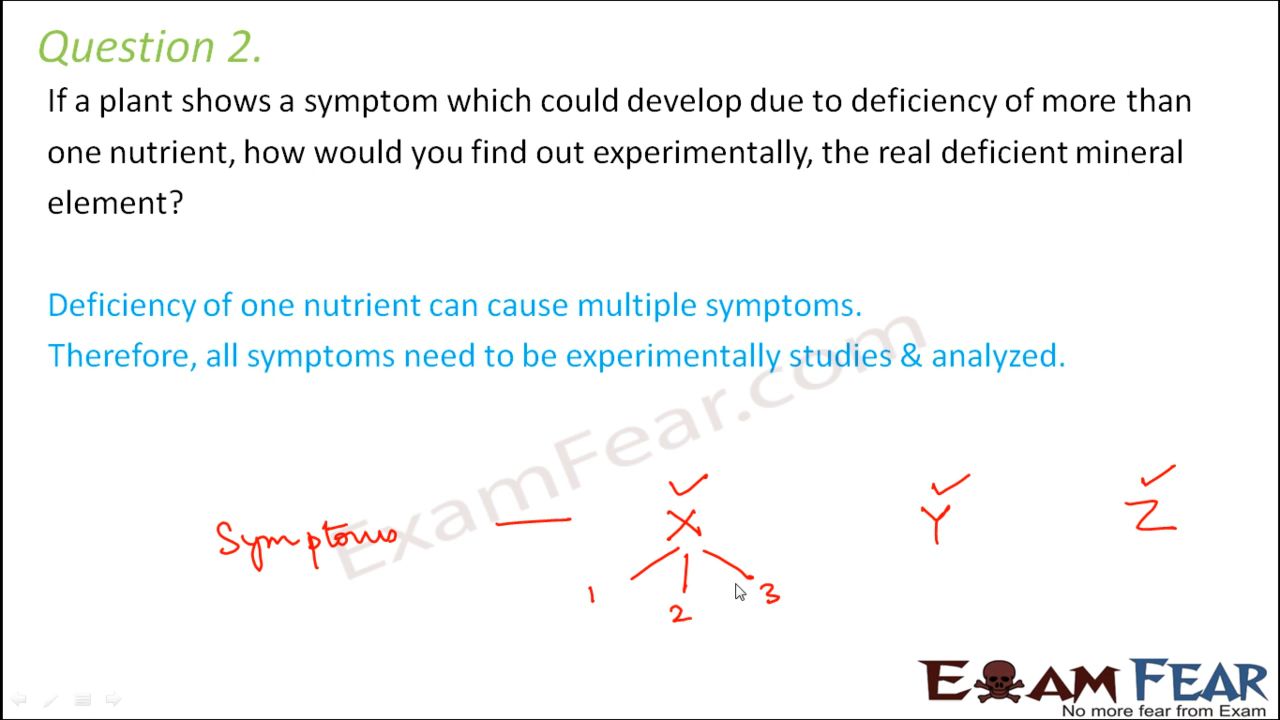 Question 2.
If a plant shows a symptom which could develop due to deficiency of more than
one nutrient, how would you find out experimentally, the real deficient mineral
element?
Deficiency of one nutrient can cause multiple symptoms.
Therefore, all symptoms need to be experimentally studies & analyzed.
ExamFear.com
Symptoms — X Y Z
1 2 3
EXAM FEAR
No more fear from Exam